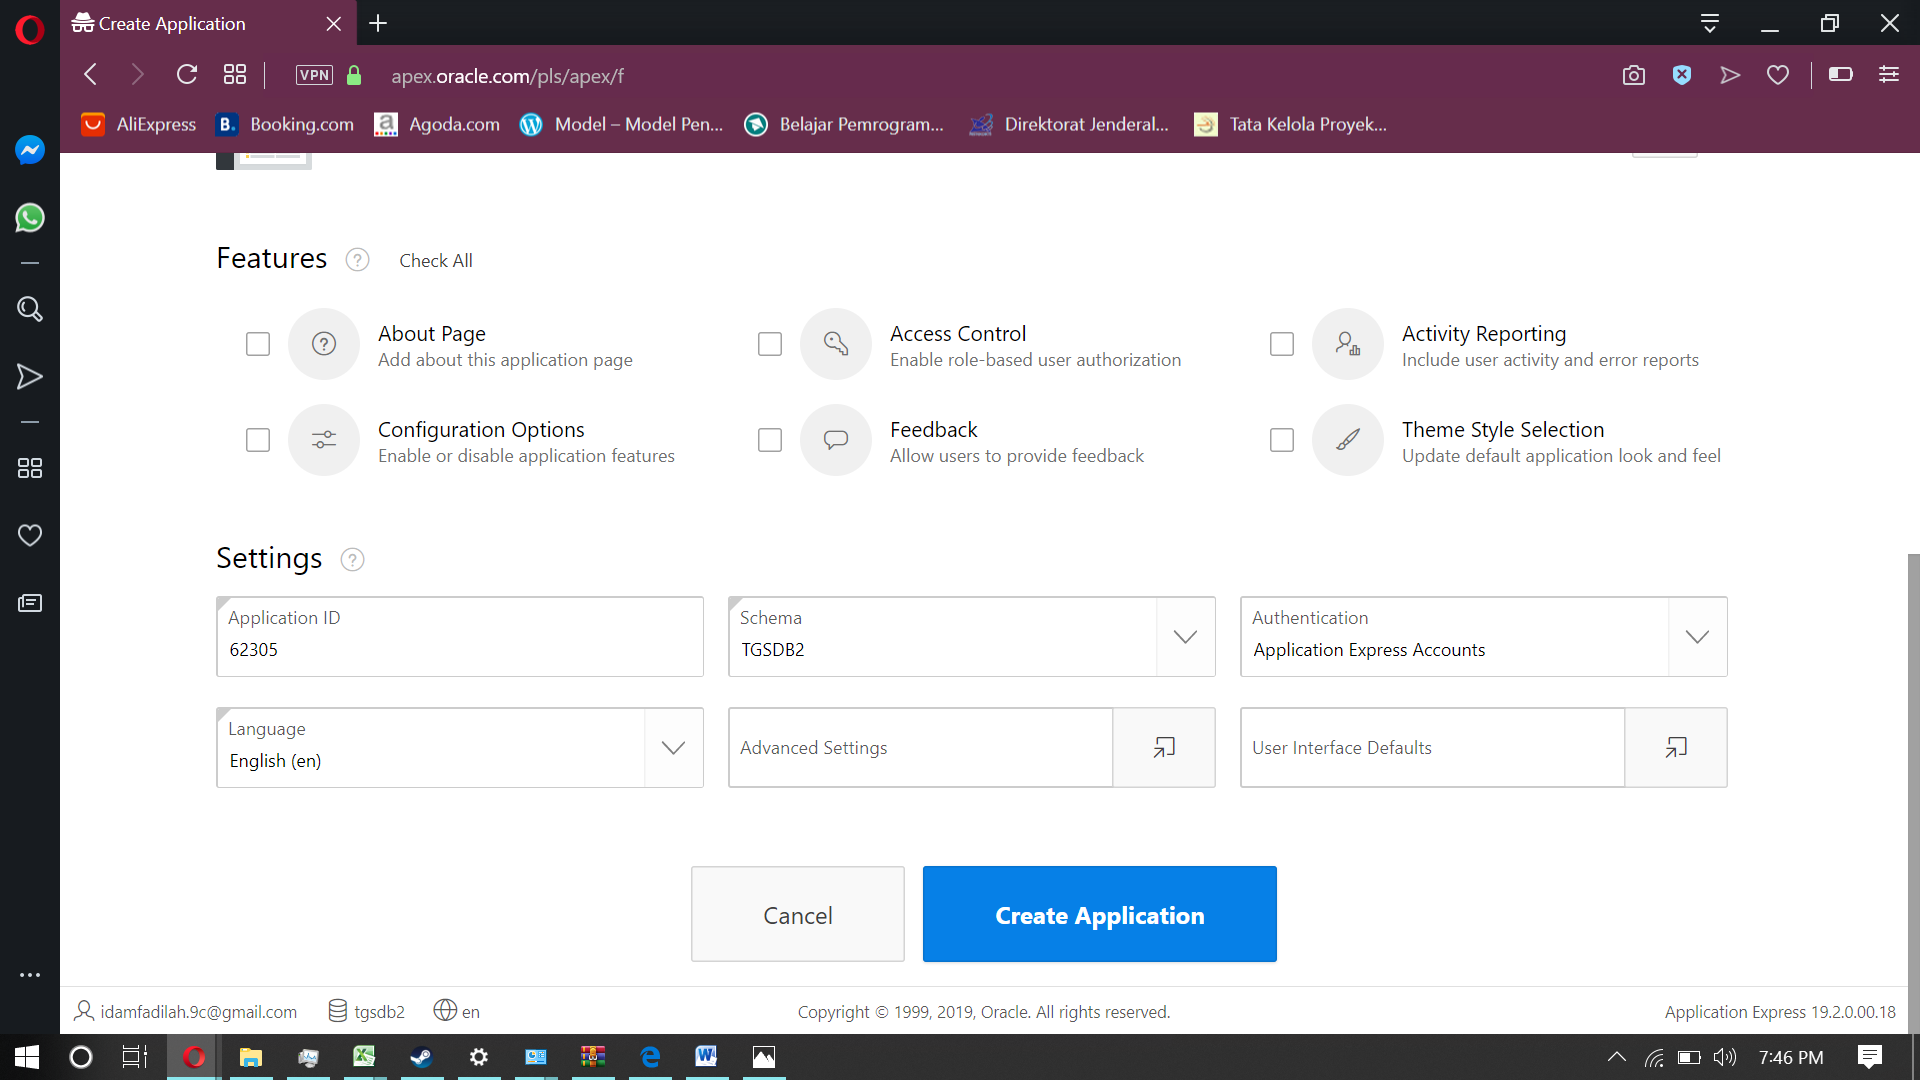 Create Application
VPN
apex.oracle.com/pls/apex/f
AliExpress
B. Booking.com
a Agoda.com
Model – Model Pen...
Belajar Pemrogram...
Direktorat Jenderal...
Tata Kelola Proyek...
Features ? Check All
? About Page
Add about this application page
Access Control
Enable role-based user authorization
Activity Reporting
Include user activity and error reports
Configuration Options
Enable or disable application features
Feedback
Allow users to provide feedback
Theme Style Selection
Update default application look and feel
Settings ?
Application ID
62305
Schema
TGSDB2
Authentication
Application Express Accounts
Language
English (en)
Advanced Settings
User Interface Defaults
Cancel
Create Application
idamfadilah.9c@gmail.com
tgsdb2
en
Copyright © 1999, 2019, Oracle. All rights reserved.
Application Express 19.2.0.00.18
7:46 PM